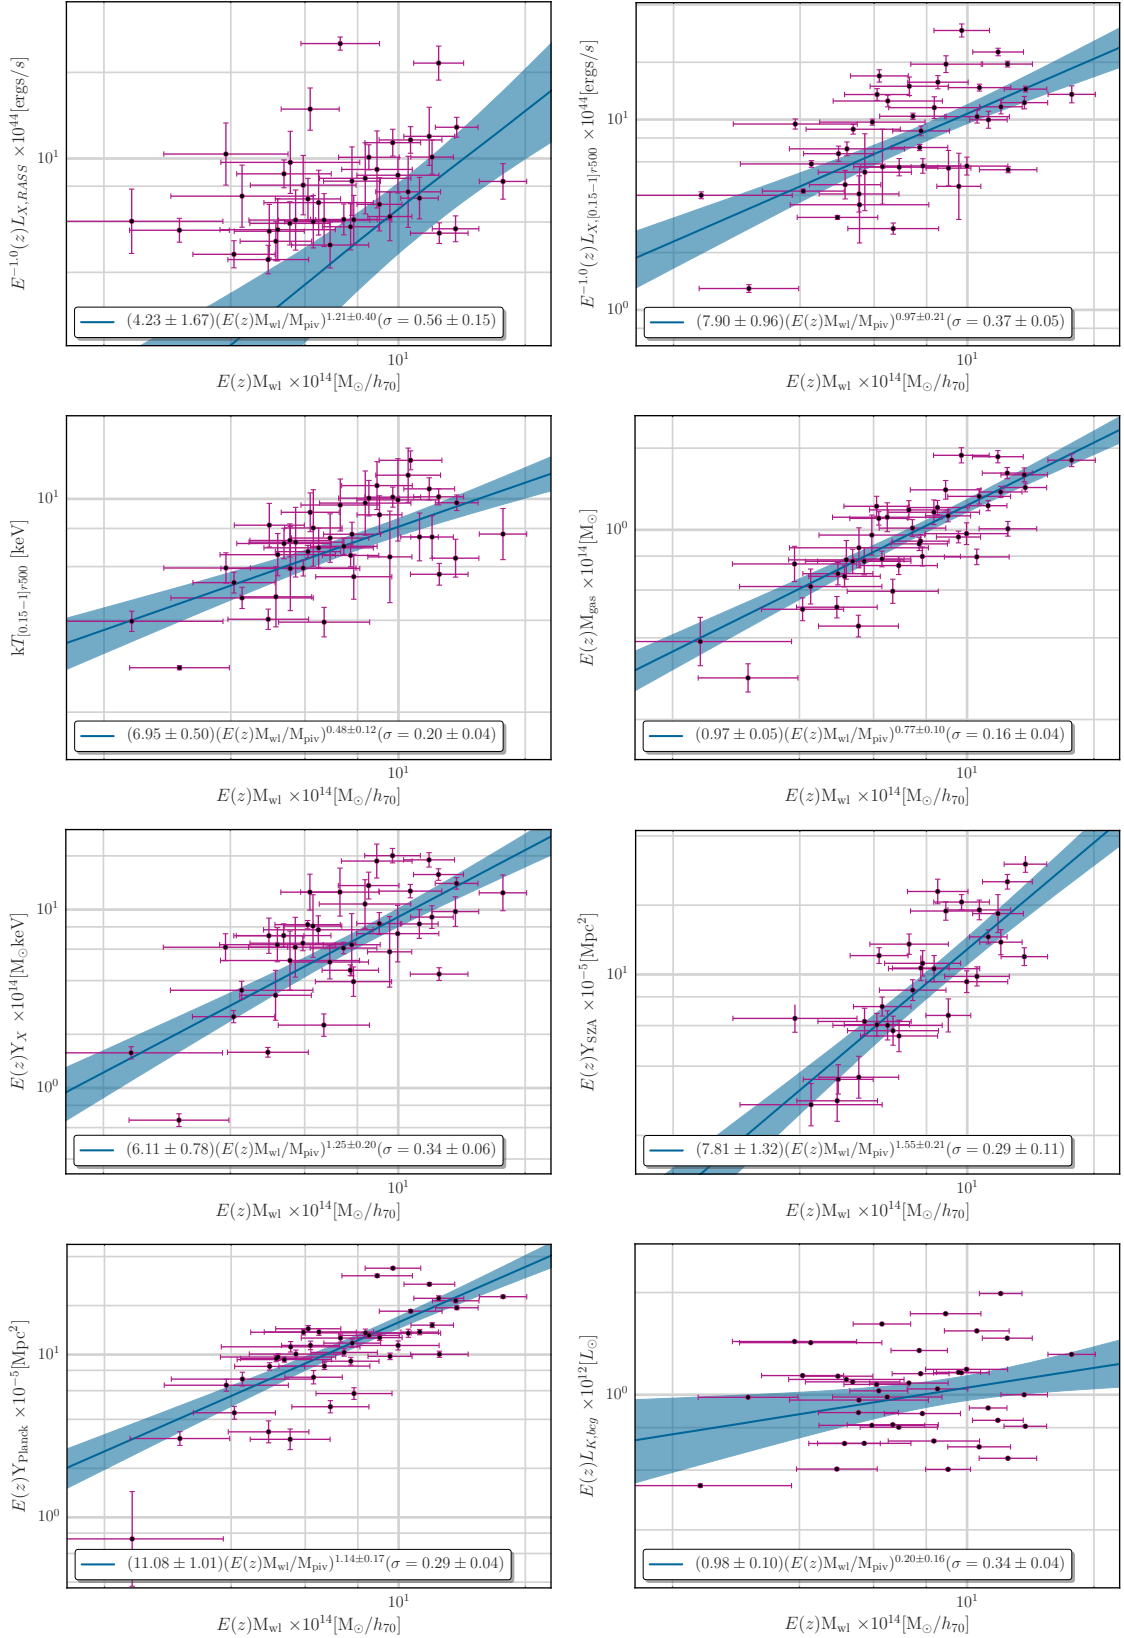 E^{-1.0}(z)L_{X,RASS} ×10^{44}[ergs/s]
10^1
(4.23 ± 1.67)(E(z)M_{wl}/M_{piv})^{1.21±0.40}(σ = 0.56 ± 0.15)
10^1
E(z)M_{wl} ×10^{14}[M_⊙/h_{70}]
E^{-1.0}(z)L_{X,[0.15−1]r500} ×10^{44}[ergs/s]
10^1
10^0
(7.90 ± 0.96)(E(z)M_{wl}/M_{piv})^{0.97±0.21}(σ = 0.37 ± 0.05)
10^1
E(z)M_{wl} ×10^{14}[M_⊙/h_{70}]
kT_{[0.15−1]r500} [keV]
10^1
(6.95 ± 0.50)(E(z)M_{wl}/M_{piv})^{0.48±0.12}(σ = 0.20 ± 0.04)
10^1
E(z)M_{wl} ×10^{14}[M_⊙/h_{70}]
E(z)M_{gas} ×10^{14}[M_⊙]
10^0
(0.97 ± 0.05)(E(z)M_{wl}/M_{piv})^{0.77±0.10}(σ = 0.16 ± 0.04)
10^1
E(z)M_{wl} ×10^{14}[M_⊙/h_{70}]
E(z)Y_X ×10^{14}[M_⊙keV]
10^1
10^0
(6.11 ± 0.78)(E(z)M_{wl}/M_{piv})^{1.25±0.20}(σ = 0.34 ± 0.06)
10^1
E(z)M_{wl} ×10^{14}[M_⊙/h_{70}]
E(z)Y_{SZA} ×10^{-5}[Mpc^2]
10^1
(7.81 ± 1.32)(E(z)M_{wl}/M_{piv})^{1.55±0.21}(σ = 0.29 ± 0.11)
10^1
E(z)M_{wl} ×10^{14}[M_⊙/h_{70}]
E(z)Y_{Planck} ×10^{-5}[Mpc^2]
10^1
10^0
(11.08 ± 1.01)(E(z)M_{wl}/M_{piv})^{1.14±0.17}(σ = 0.29 ± 0.04)
10^1
E(z)M_{wl} ×10^{14}[M_⊙/h_{70}]
E(z)L_{K,bcg} ×10^{12}[L_⊙]
10^0
(0.98 ± 0.10)(E(z)M_{wl}/M_{piv})^{0.20±0.16}(σ = 0.34 ± 0.04)
10^1
E(z)M_{wl} ×10^{14}[M_⊙/h_{70}]